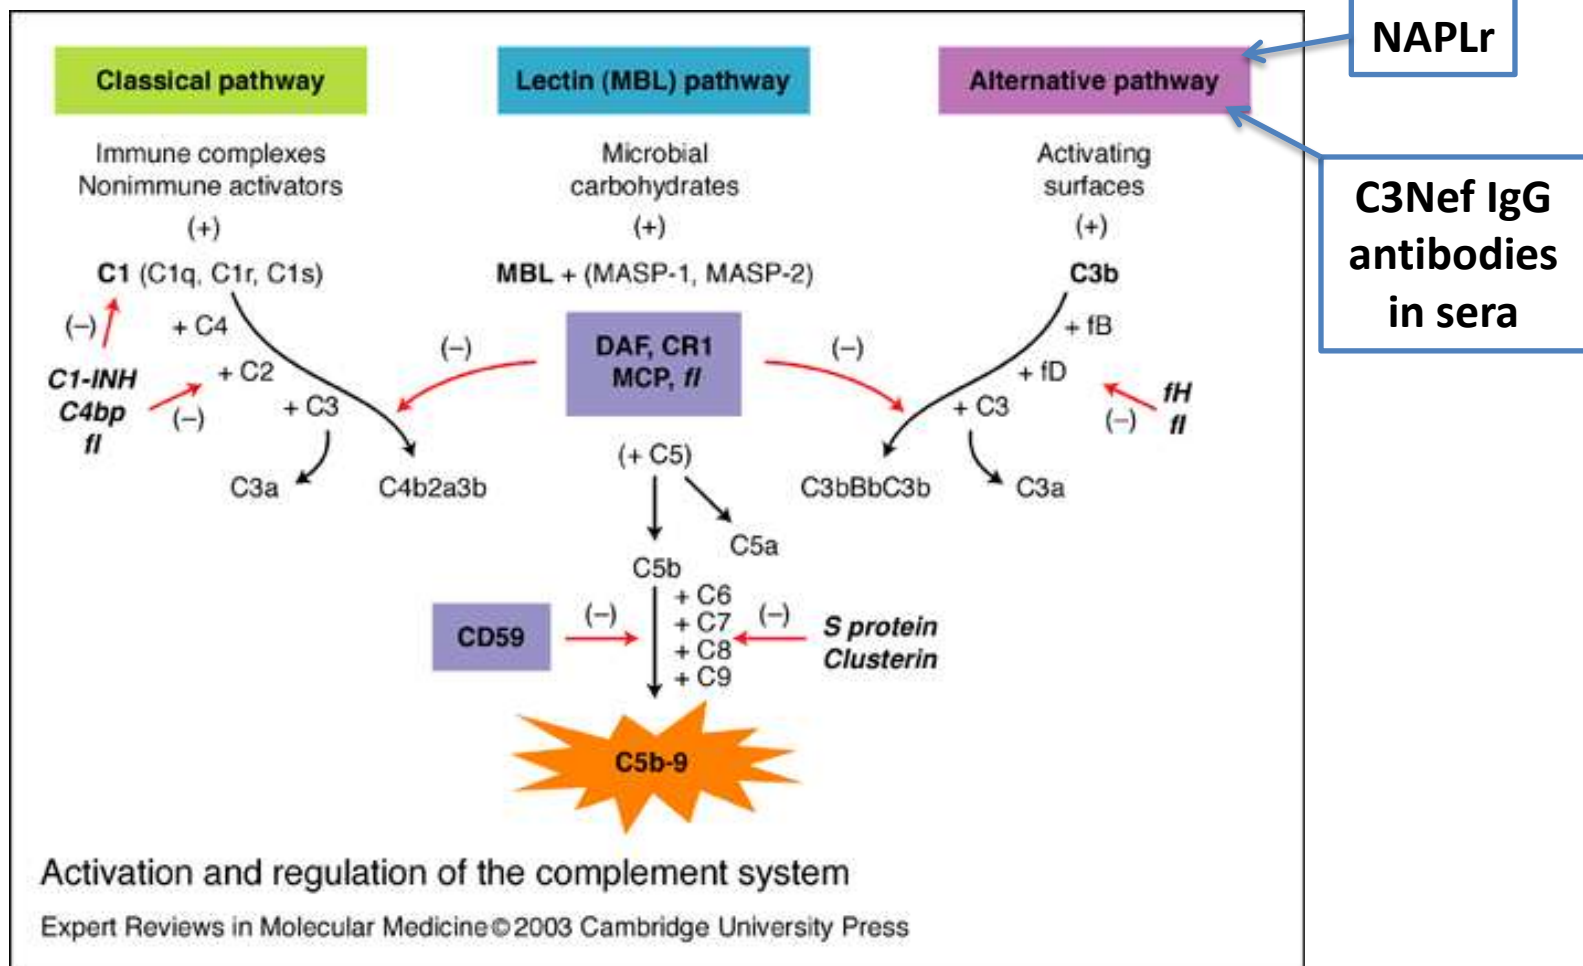 NAPLr
Classical pathway
Lectin (MBL) pathway
Alternative pathway
C3Nef IgG
antibodies
in sera
Immune complexes
Nonimmune activators
(+)
Microbial
carbohydrates
(+)
Activating
surfaces
(+)
C1 (C1q, C1r, C1s)
MBL + (MASP-1, MASP-2)
C3b
(–)
+ C4
+ C2
+ C3
C1-INH
C4bp
fI
(–)
C3a
C4b2a3b
(–)
DAF, CR1
MCP, fI
(–)
+ fB
+ fD
+ C3
fH
fI
(–)
C3bBbC3b
C3a
(+ C5)
C5a
C5b
+ C6
+ C7
+ C8
+ C9
CD59
(–)
(–)
S protein
Clusterin
C5b-9
Activation and regulation of the complement system
Expert Reviews in Molecular Medicine©2003 Cambridge University Press